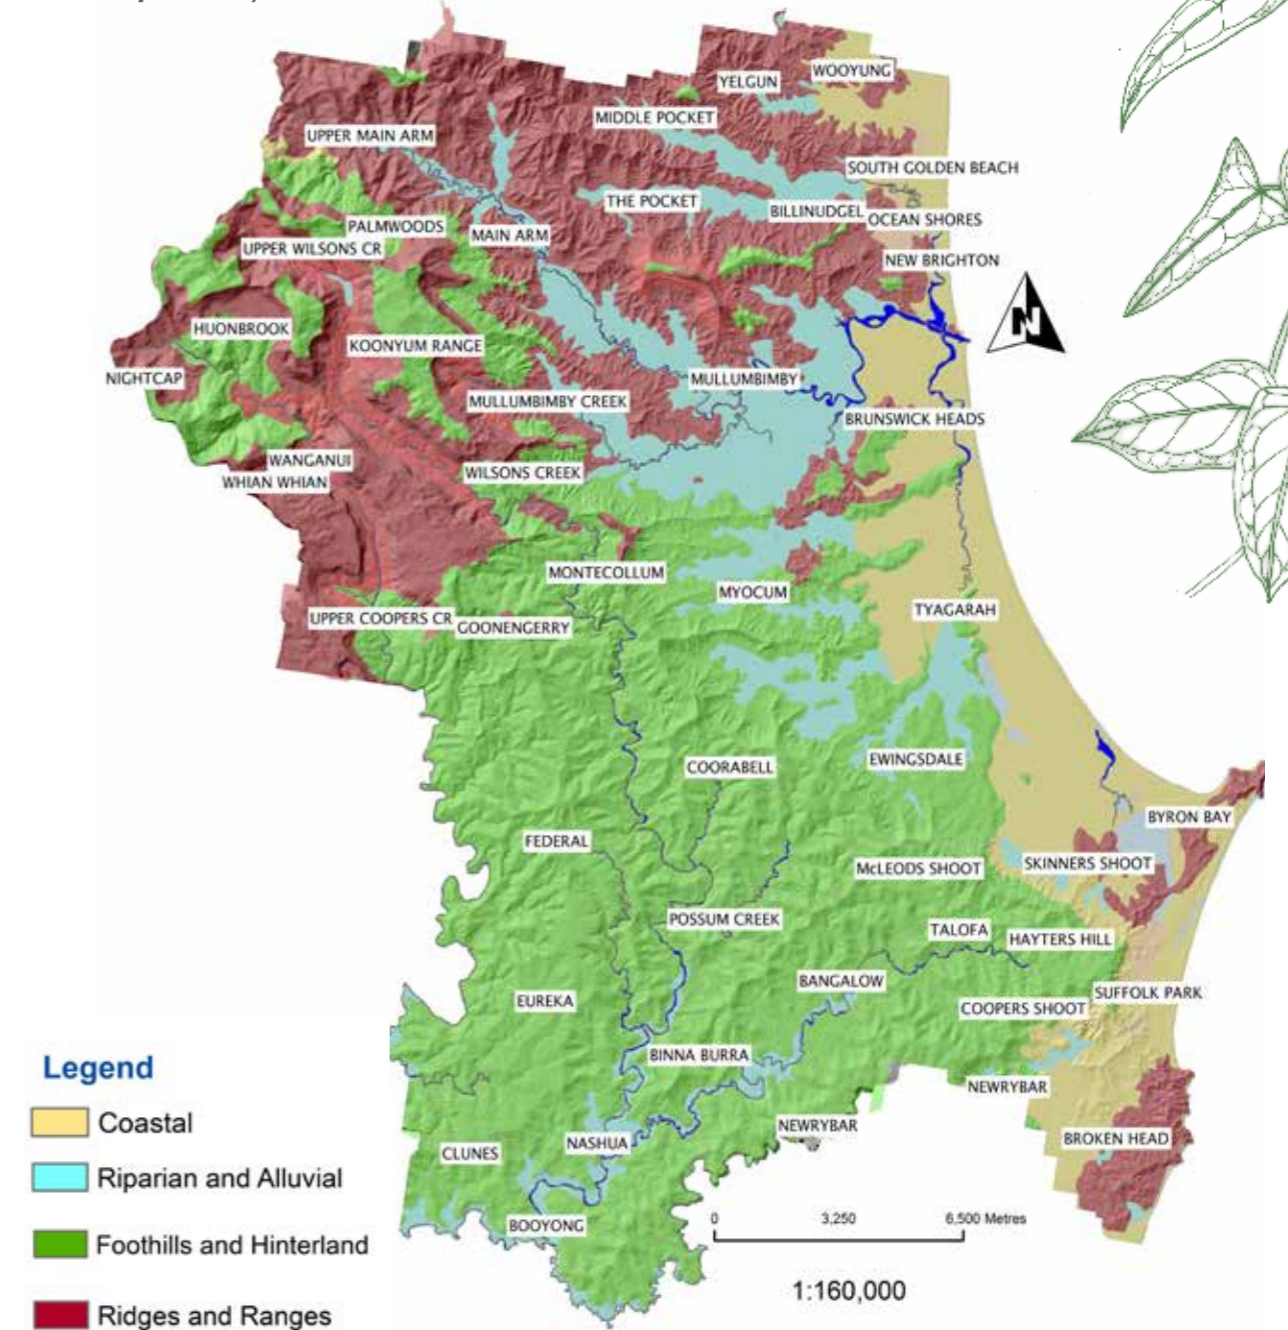 WOOYUNG
YELGUN
MIDDLE POCKET
UPPER MAIN ARM
SOUTH GOLDEN BEACH
THE POCKET
BILLINUDGEL
OCEAN SHORES
PALMWOODS
MAIN ARM
UPPER WILSONS CR
NEW BRIGHTON
N
HUONBROOK
KOONYUM RANGE
NIGHTCAP
MULLUMBIMBY
MULLUMBIMBY CREEK
BRUNSWICK HEADS
WANGANUI
WILSONS CREEK
WHIAN WHIAN
MONTECOLLUM
MYOCUM
TYAGARAH
UPPER COOPERS CR
GOONENGERRY
EWINGSDALE
COORABELL
BYRON BAY
FEDERAL
SKINNERS SHOOT
McLEODS SHOOT
POSSUM CREEK
TALOFA
HAYTERS HILL
BANGALOW
SUFFOLK PARK
EUREKA
COOPERS SHOOT
BINNA BURRA
NEWRYBAR
NEWRYBAR
BROKEN HEAD
NASHUA
CLUNES
BOOYONG
Legend
Coastal
Riparian and Alluvial
Foothills and Hinterland
Ridges and Ranges
0 3,250 6,500 Metres
1:160,000